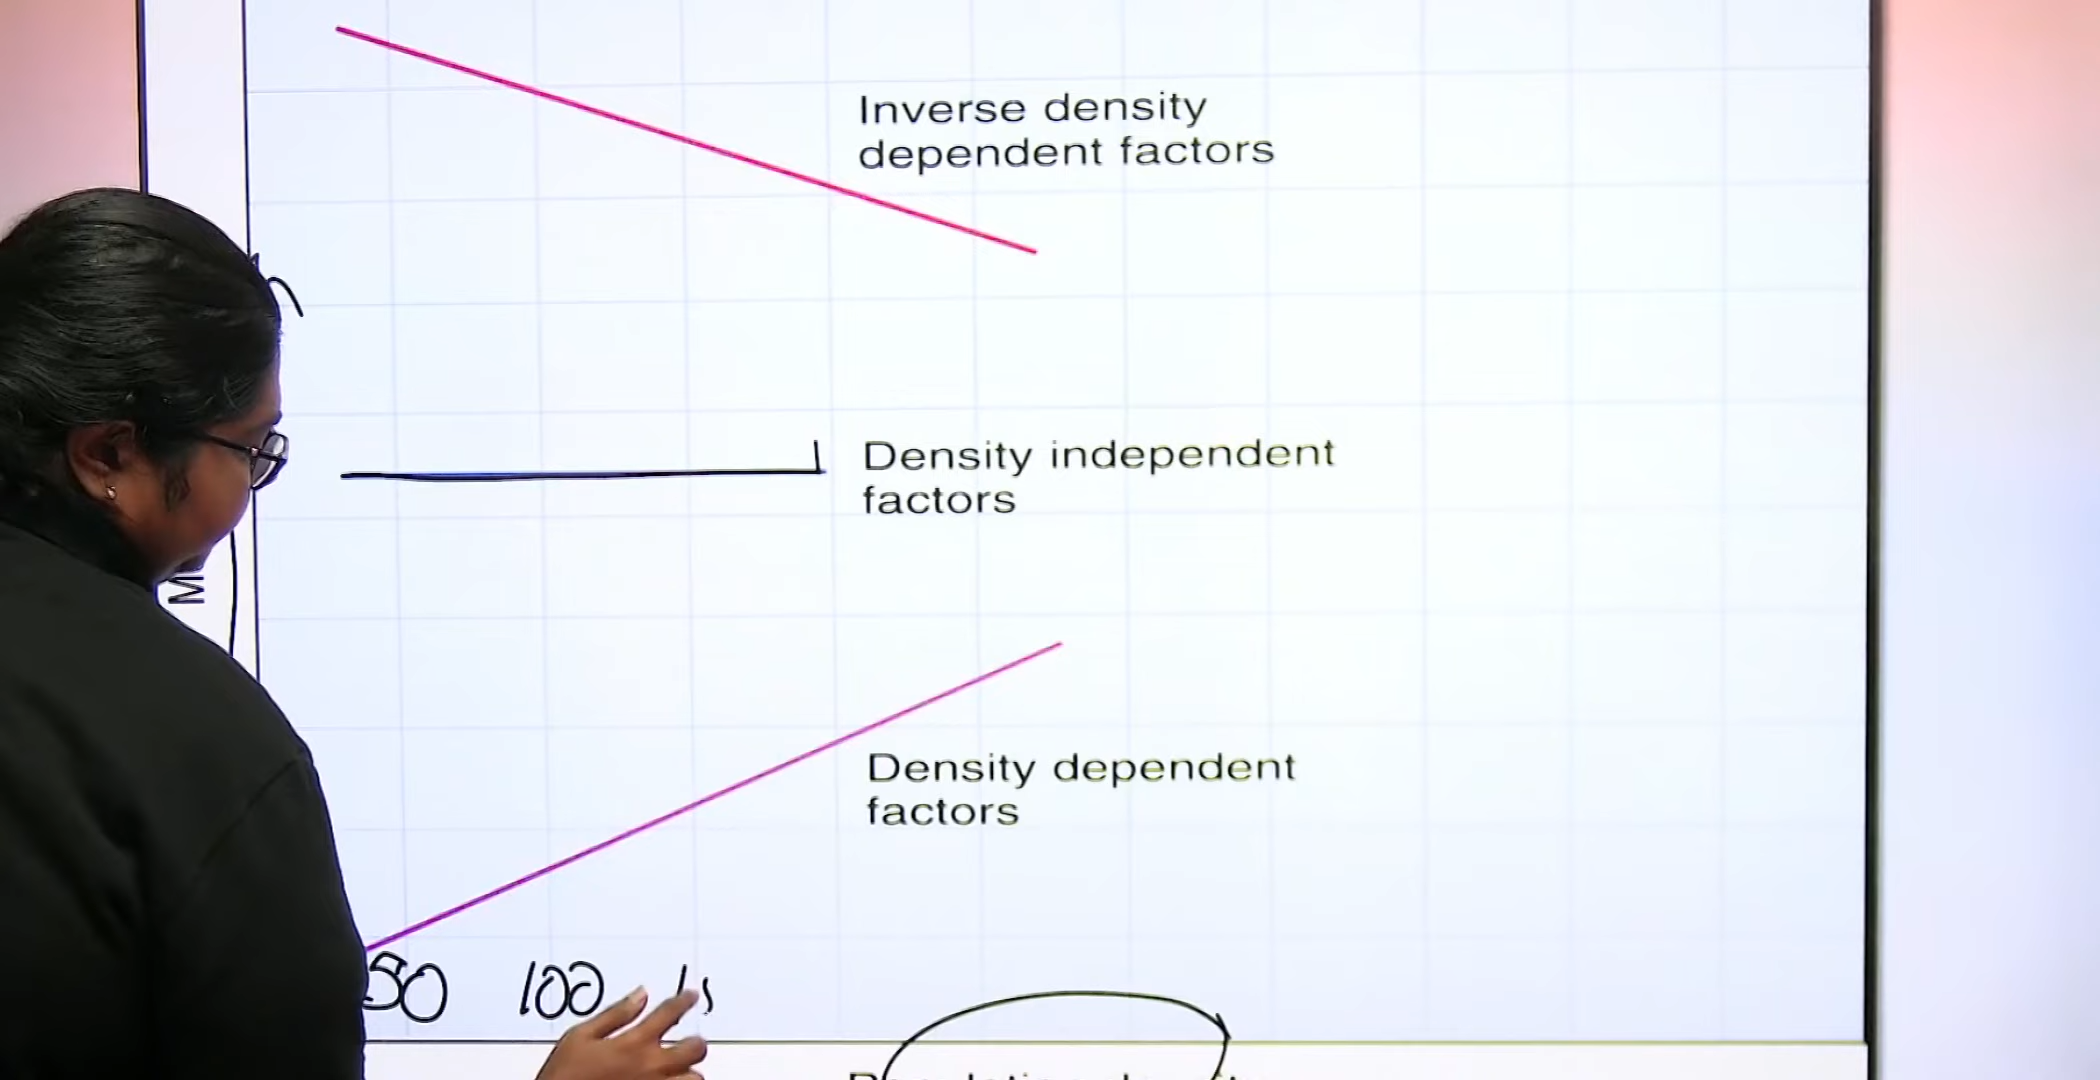 Inverse density
dependent factors
Density independent
factors
M
Density dependent
factors
50 100